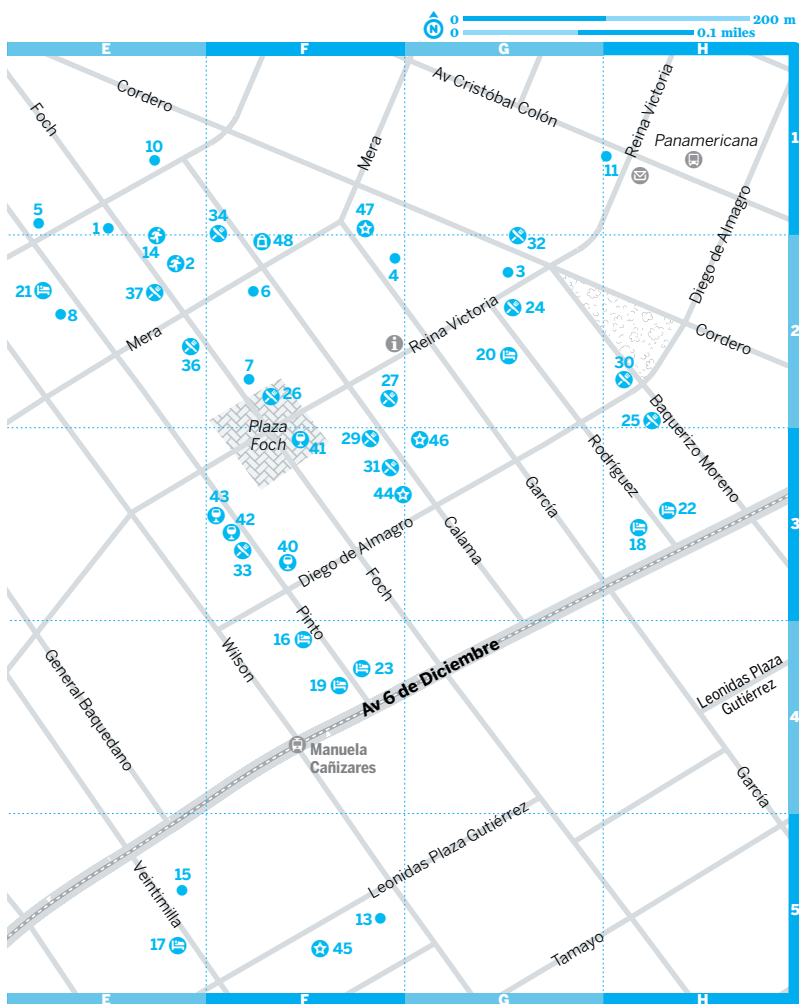 0 200 m
N 0 0.1 miles
E F G H
Cordero
Av Cristóbal Colón
Foch
Reina Victoria
Panamericana
1
10
Mera
11
5
1
34
47
48
14
2
4
32
3
Diego de Almagro
21
8
37
6
24
Mera
36
i
Reina Victoria
20
Cordero
2
7
26
27
30
Plaza
Foch
41
29
46
25
Baquerizo Moreno
31
44
Rodríguez
43
42
33
40
Diego de Almagro
Calama
García
22
18
3
Foch
Pinto
16
Wilson
23
19
Av 6 de Diciembre
General Baquedano
Leonidas Plaza
Gutiérrez
4
Manuela
Cañizares
García
Leonidas Plaza Gutiérrez
Veintimilla
15
13
17
45
Tamayo
5
E F G H